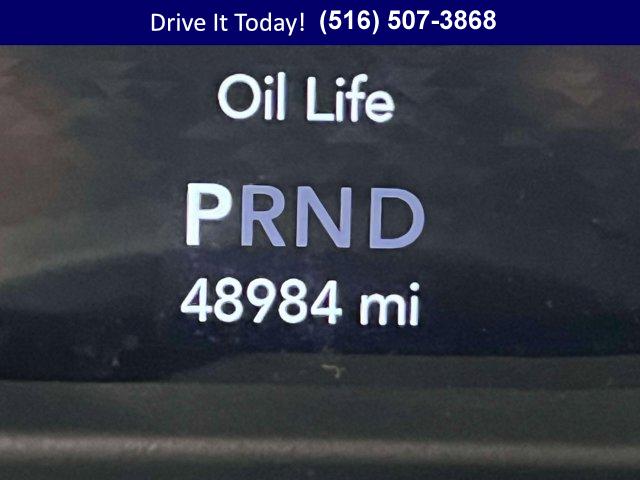 Drive It Today! (516) 507-3868
Oil Life
PRND
48984 mi